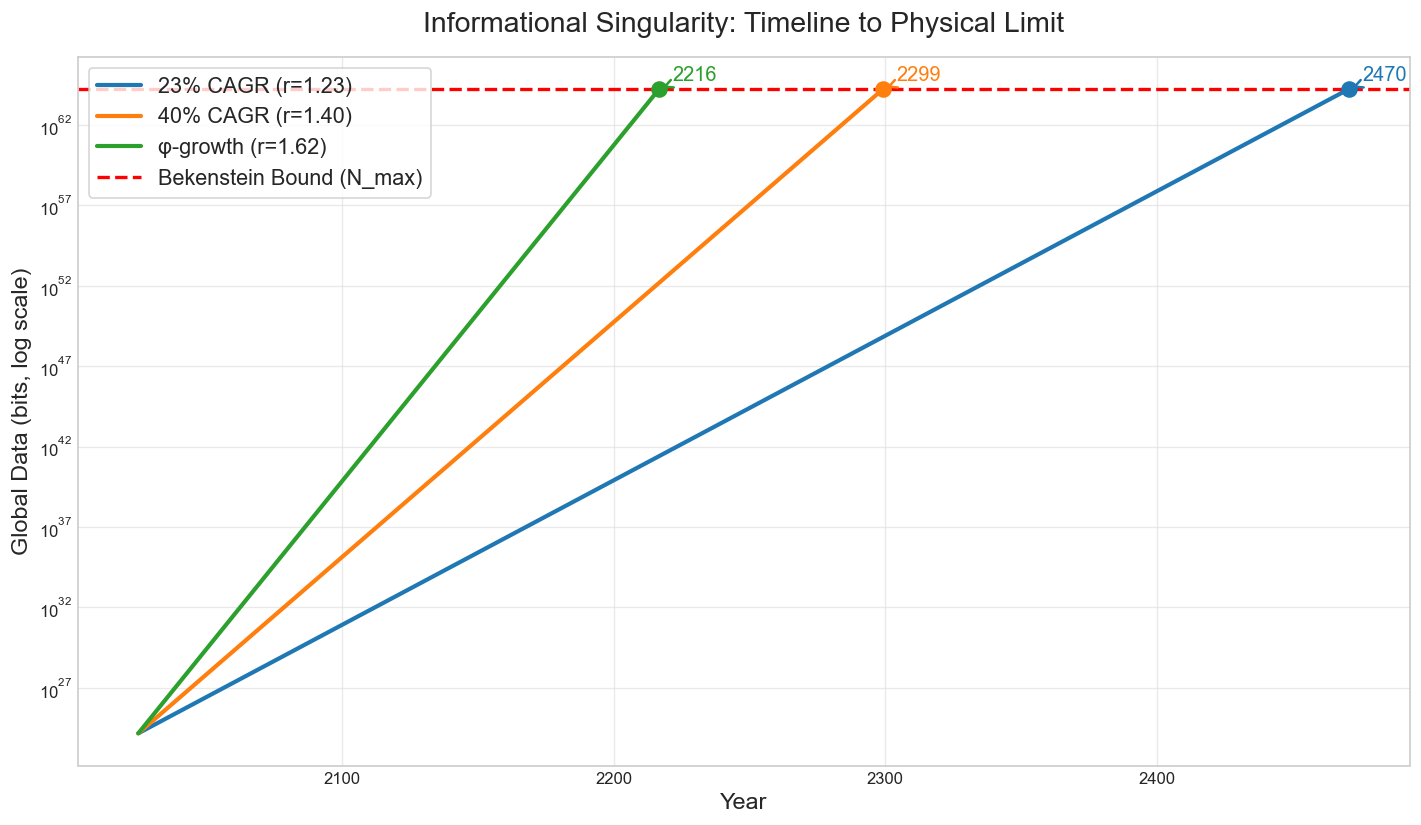 Informational Singularity: Timeline to Physical Limit
23% CAGR (r=1.23)
40% CAGR (r=1.40)
φ-growth (r=1.62)
Bekenstein Bound (N_max)
2216
2299
2470
Global Data (bits, log scale)
10^62
10^57
10^52
10^47
10^42
10^37
10^32
10^27
2100 2200 2300 2400
Year